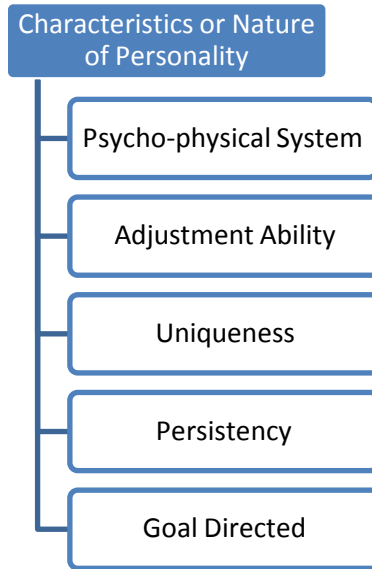 Characteristics or Nature
of Personality
Psycho-physical System
Adjustment Ability
Uniqueness
Persistency
Goal Directed